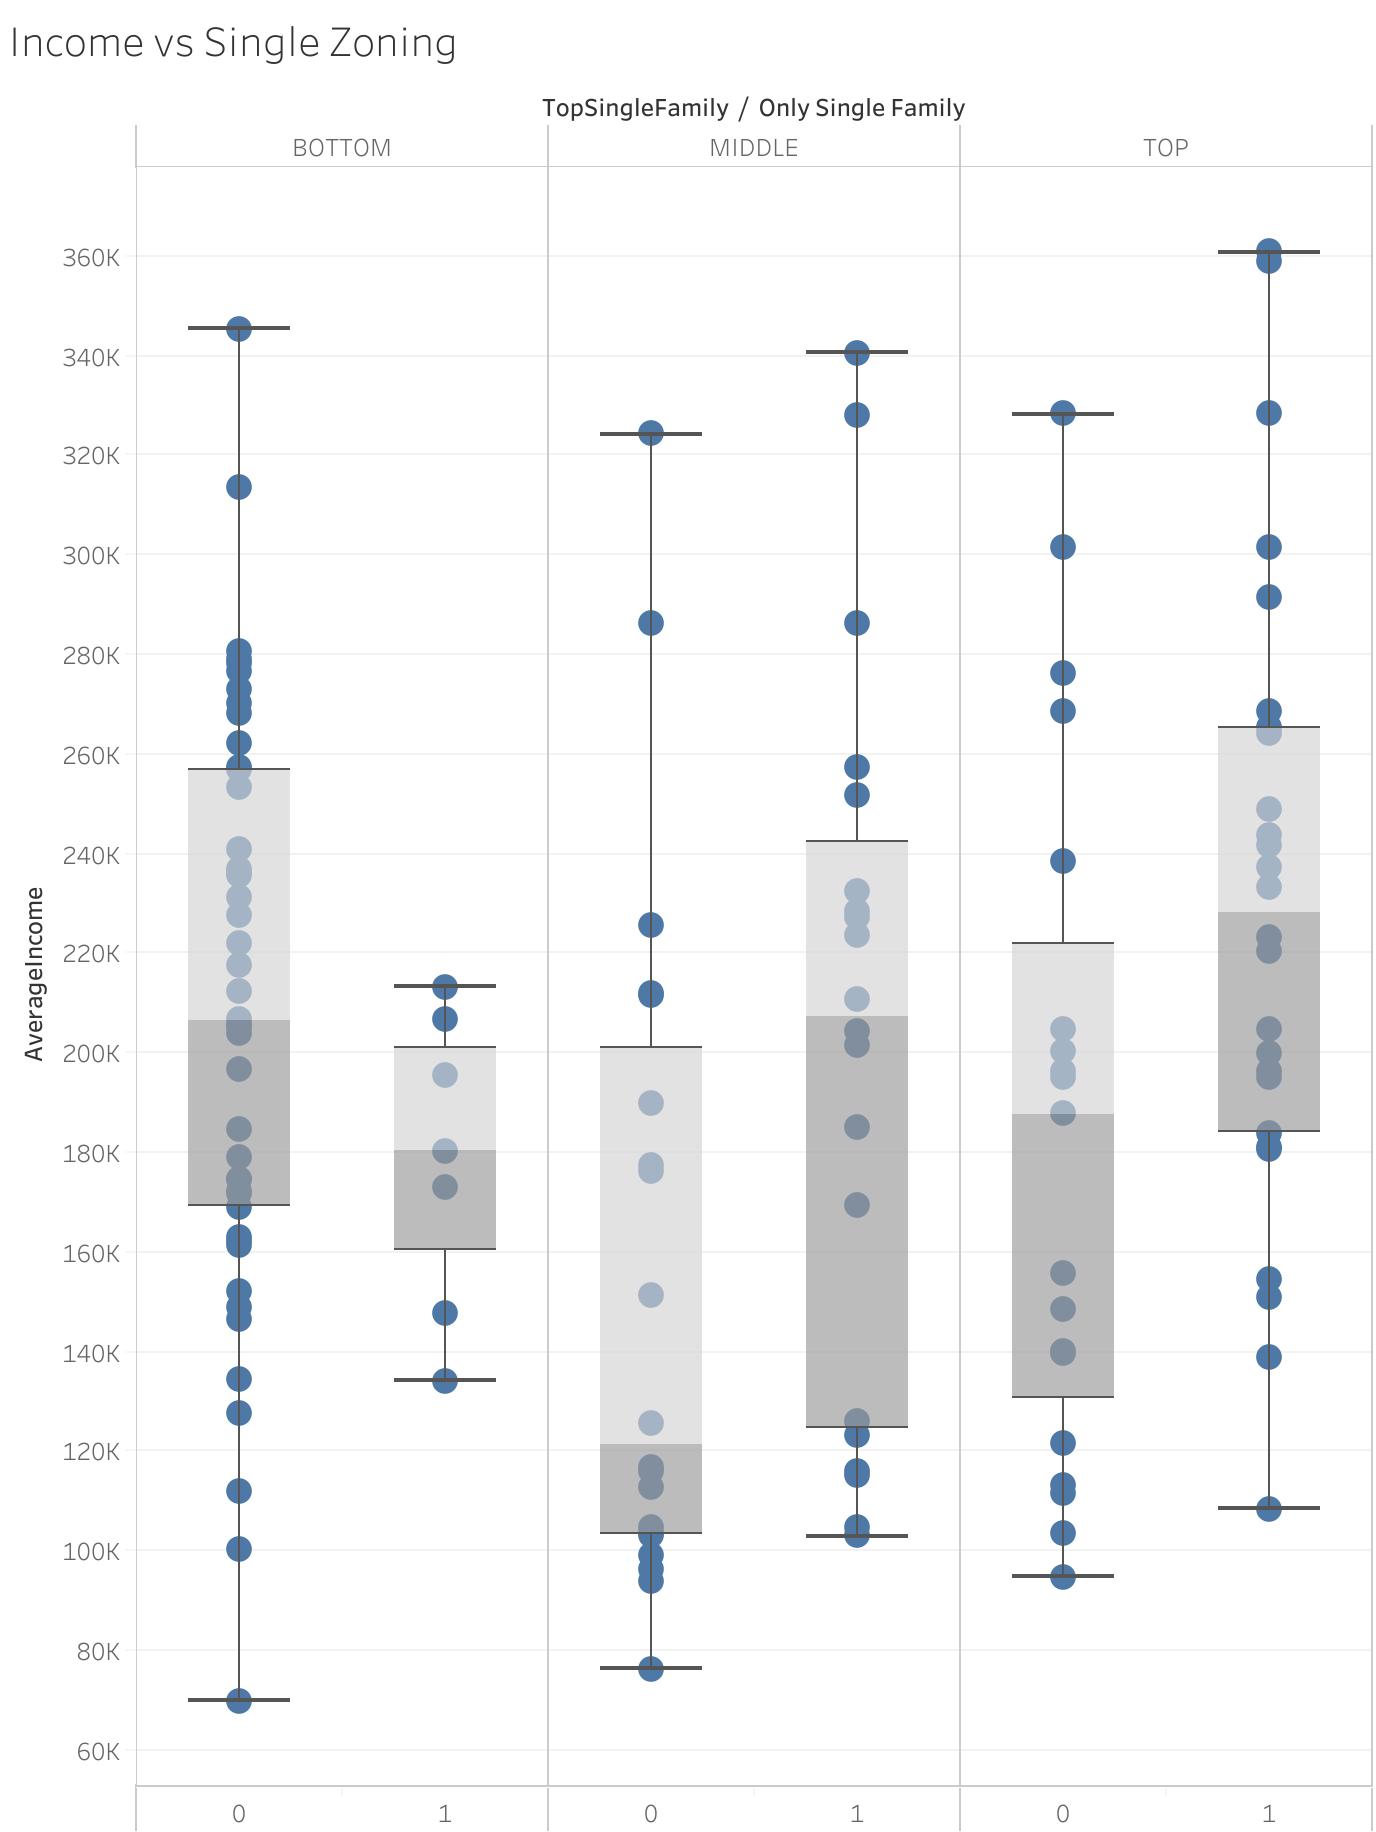 Income vs Single Zoning
TopSingleFamily / Only Single Family
BOTTOM MIDDLE TOP
360K
340K
320K
300K
280K
260K
240K
220K
200K
180K
160K
140K
120K
100K
80K
60K
AverageIncome
0 1 0 1 0 1